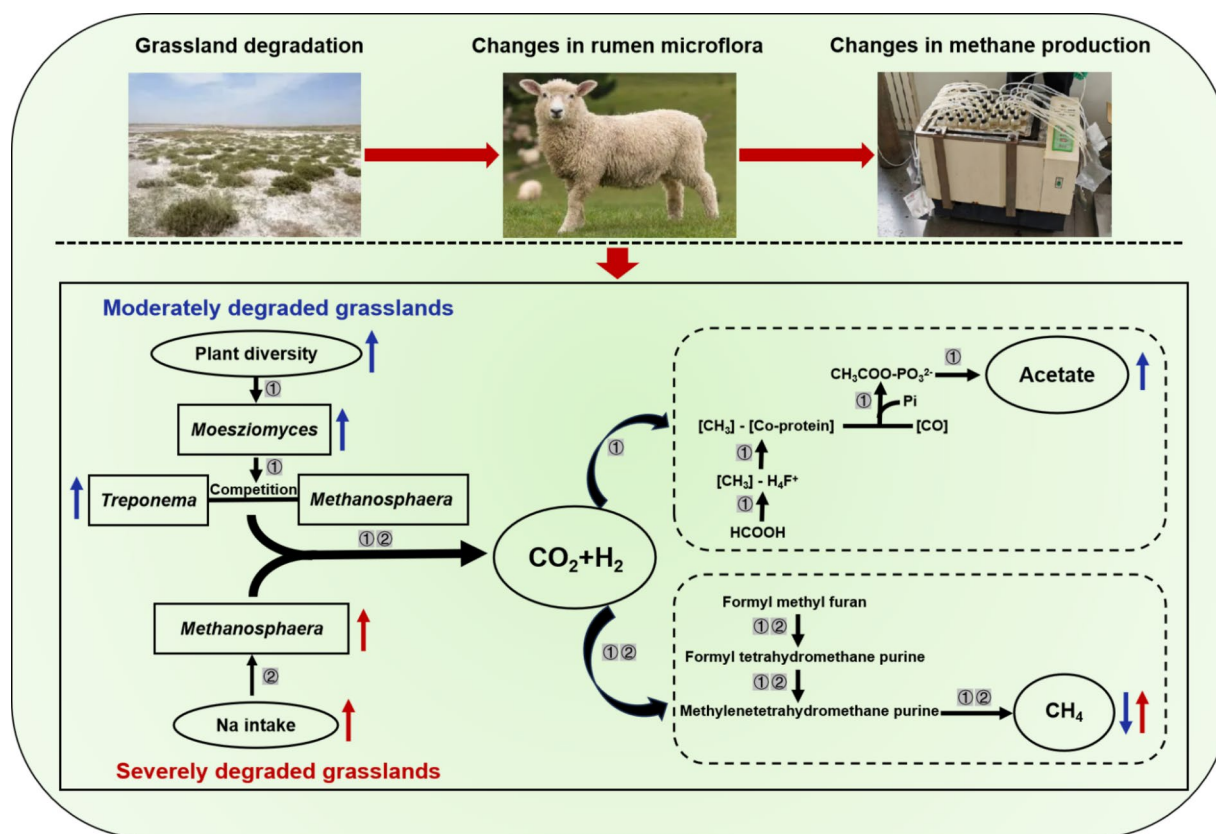 Grassland degradation
Changes in rumen microflora
Changes in methane production
Moderately degraded grasslands
Plant diversity
①
Moesziomyces
①
Treponema
Competition
Methanosphaera
①②
Methanosphaera
②
Na intake
Severely degraded grasslands
CO₂+H₂
①
①②
CH₃COO-PO₃²⁻
①
Acetate
①
Pi
[CH₃] - [Co-protein]
[CO]
①
[CH₃] - H₄F⁺
①
HCOOH
Formyl methyl furan
①②
Formyl tetrahydromethane purine
①②
Methylenetetrahydromethane purine
①②
CH₄